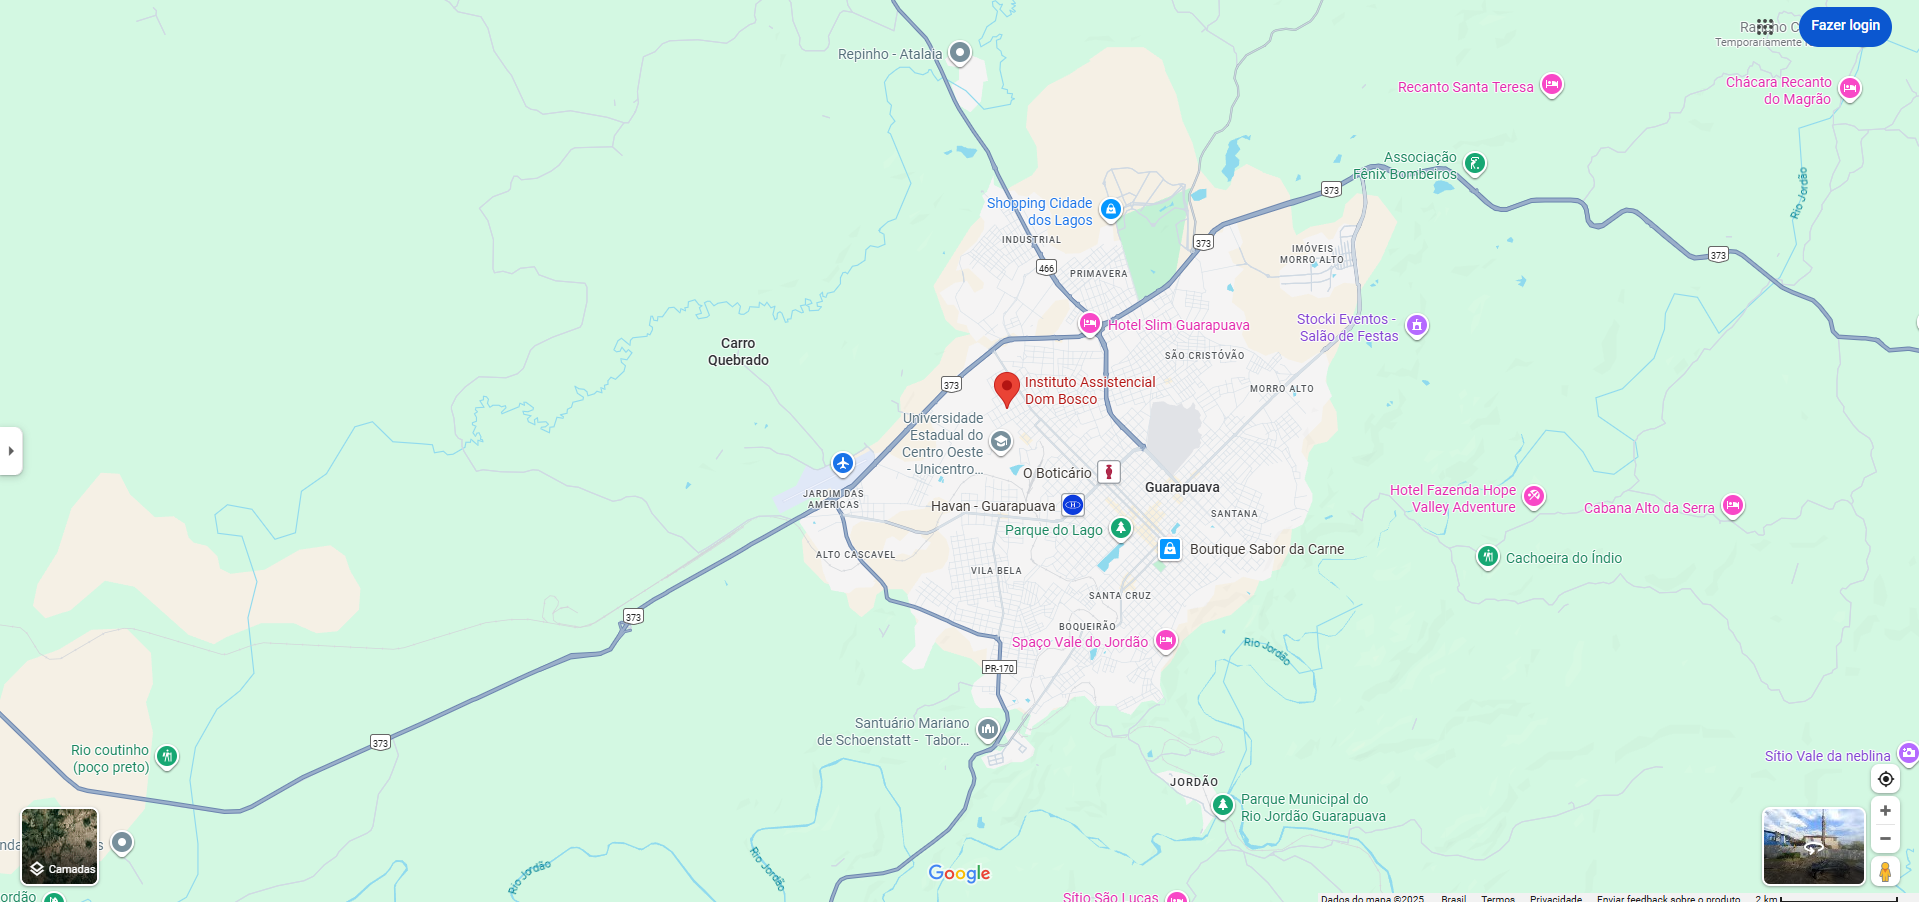 Fazer login
Temporariamente
Repinho - Atalaia
Recanto Santa Teresa
Chácara Recanto
do Magrão
Associação
Fênix Bombeiros
373
Rio Jordão
Shopping Cidade
dos Lagos
INDUSTRIAL
373
IMÓVEIS
MORRO ALTO
373
466
PRIMAVERA
Hotel Slim Guarapuava
Stocki Eventos -
Salão de Festas
Carro
Quebrado
SÃO CRISTÓVÃO
373
Instituto Assistencial
Dom Bosco
MORRO ALTO
Universidade
Estadual do
Centro Oeste
- Unicentro...
O Boticário
Guarapuava
JARDIM DAS
AMÉRICAS
Havan - Guarapuava
H
SANTANA
Hotel Fazenda Hope
Valley Adventure
Cabana Alto da Serra
Parque do Lago
Boutique Sabor da Carne
ALTO CASCAVEL
Cachoeira do Índio
VILA BELA
SANTA CRUZ
373
BOQUEIRÃO
Spaço Vale do Jordão
Rio Jordão
PR-170
Santuário Mariano
de Schoenstatt - Tabor...
373
Rio coutinho
(poço preto)
Sítio Vale da neblina
JORDÃO
Parque Municipal do
Rio Jordão Guarapuava
Camadas
Rio Jordão
Rio Jordão
Google
Sítio São Lucas
Dados do mapa ©2025 Brasil Termos Privacidade Enviar feedback sobre o produto 2 km